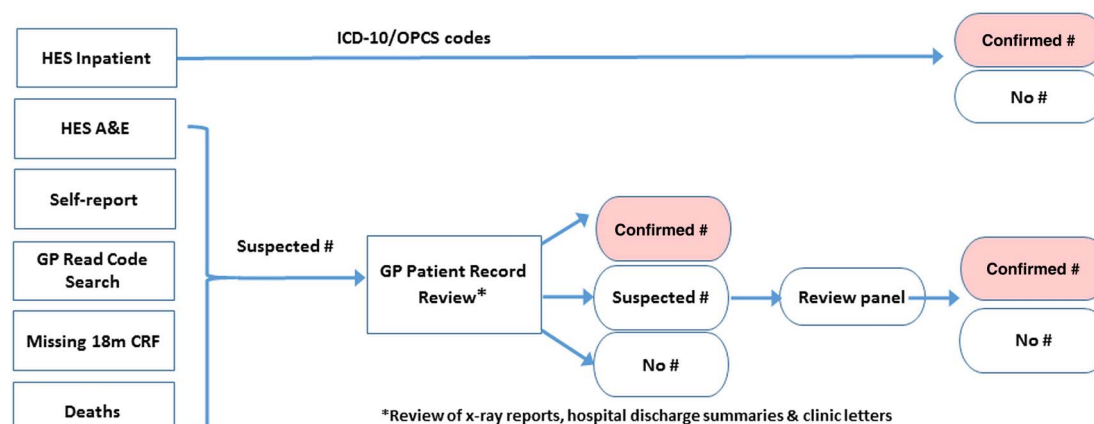 ICD-10/OPCS codes
HES Inpatient
Confirmed #
No #
HES A&E
Self-report
GP Read Code
Search
Missing 18m CRF
Deaths
Suspected #
GP Patient Record
Review*
Confirmed #
Suspected #
No #
Review panel
Confirmed #
No #
*Review of x-ray reports, hospital discharge summaries & clinic letters